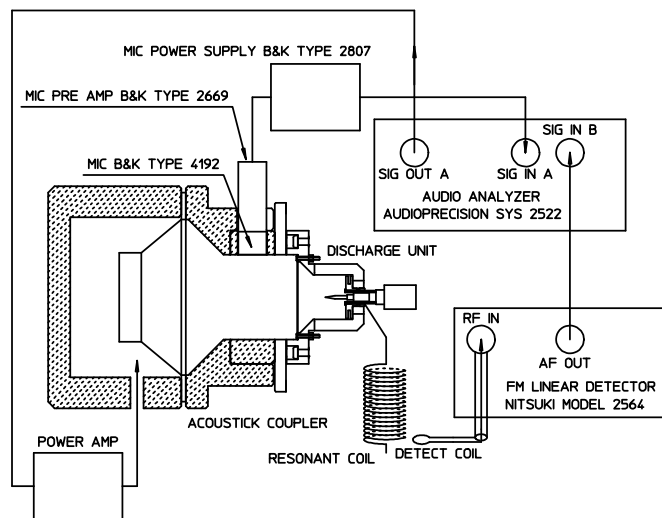 MIC POWER SUPPLY B&K TYPE 2807
MIC PRE AMP B&K TYPE 2669
MIC B&K TYPE 4192
SIG IN B
SIG OUT A
SIG IN A
AUDIO ANALYZER
AUDIOPRECISION SYS 2522
DISCHARGE UNIT
RF IN
AF OUT
FM LINEAR DETECTOR
NITSUKI MODEL 2564
ACOUSTICK COUPLER
POWER AMP
RESONANT COIL
DETECT COIL